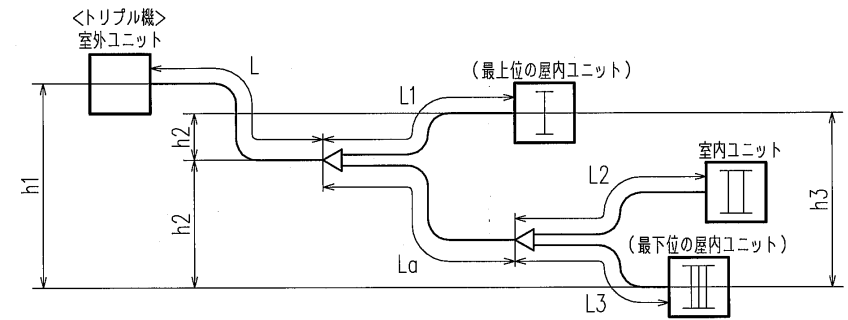 <トリプル機>
室外ユニット
L
(最上位の屋内ユニット)
L1
I
h2
h1
h2
室内ユニット
L2
II
h3
(最下位の屋内ユニット)
La
L3
III